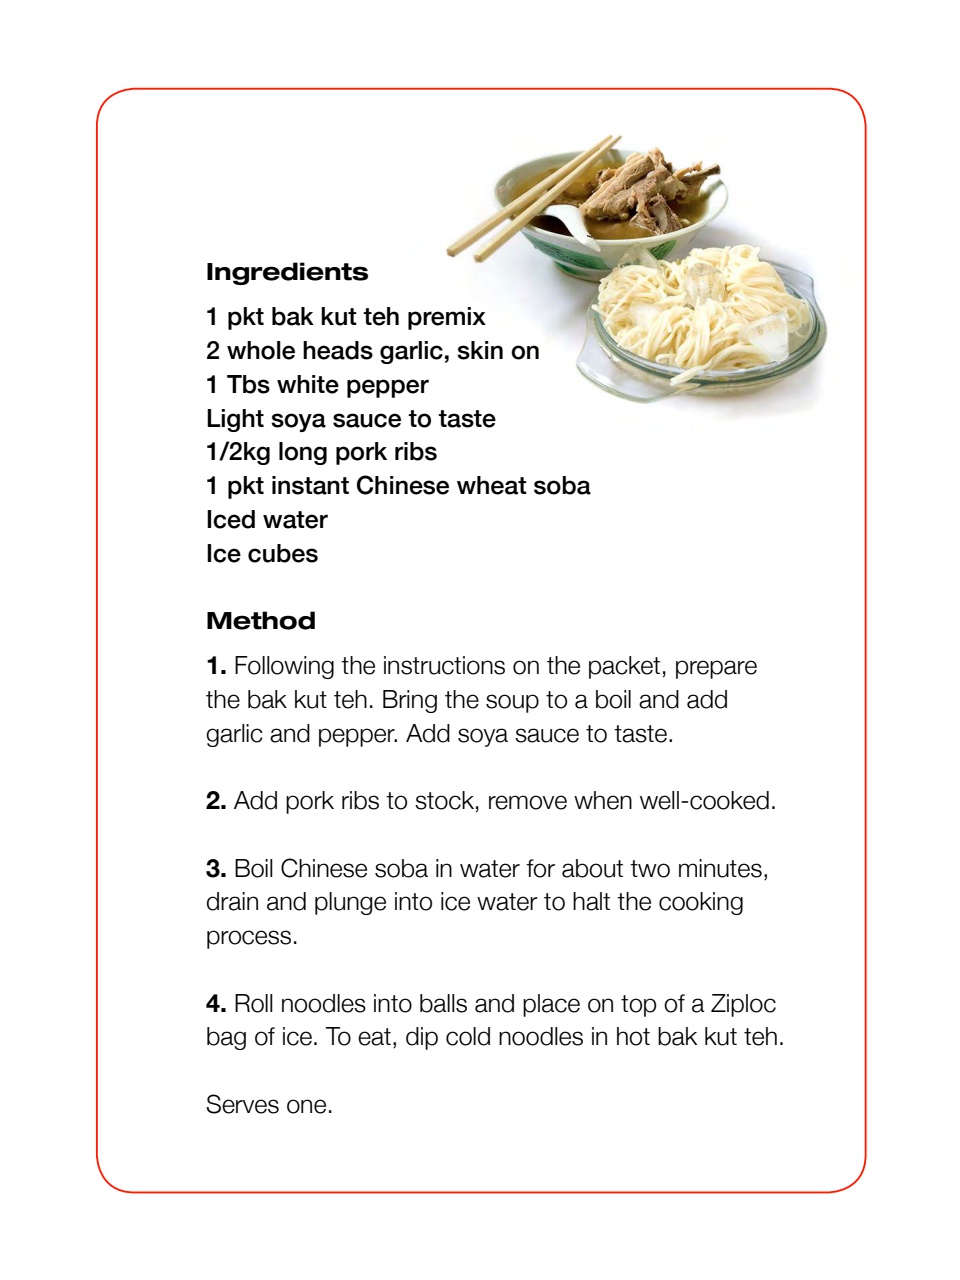 Ingredients
1 pkt bak kut teh premix
2 whole heads garlic, skin on
1 Tbs white pepper
Light soya sauce to taste
1/2kg long pork ribs
1 pkt instant Chinese wheat soba
Iced water
Ice cubes
Method
1. Following the instructions on the packet, prepare
the bak kut teh. Bring the soup to a boil and add
garlic and pepper. Add soya sauce to taste.
2. Add pork ribs to stock, remove when well-cooked.
3. Boil Chinese soba in water for about two minutes,
drain and plunge into ice water to halt the cooking
process.
4. Roll noodles into balls and place on top of a Ziploc
bag of ice. To eat, dip cold noodles in hot bak kut teh.
Serves one.